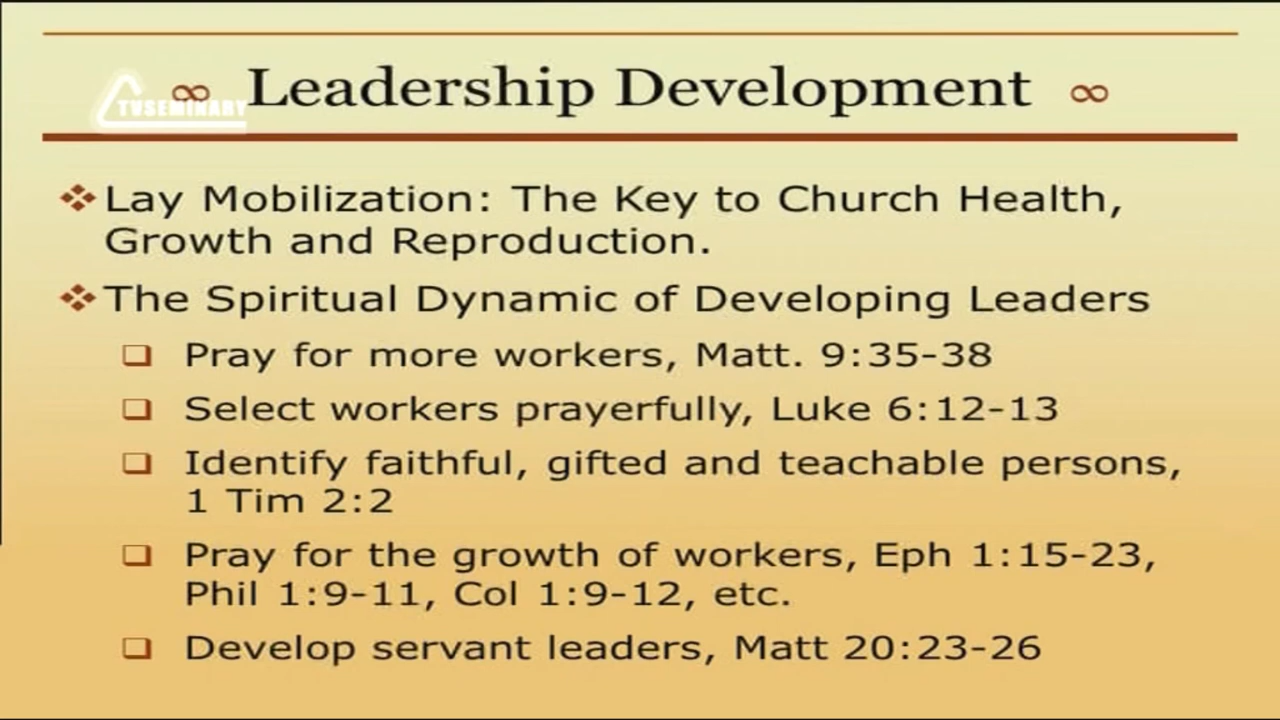 Leadership Development
TVSEMINARY
Lay Mobilization: The Key to Church Health,
Growth and Reproduction.
The Spiritual Dynamic of Developing Leaders
Pray for more workers, Matt. 9:35-38
Select workers prayerfully, Luke 6:12-13
Identify faithful, gifted and teachable persons,
1 Tim 2:2
Pray for the growth of workers, Eph 1:15-23,
Phil 1:9-11, Col 1:9-12, etc.
Develop servant leaders, Matt 20:23-26